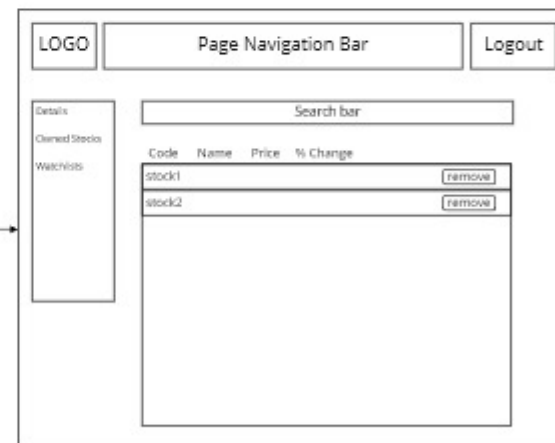 LOGO
Page Navigation Bar
Logout
Details
Owned Stocks
Watchlists
Search bar
Code Name Price % Change
stock1 remove
stock2 remove